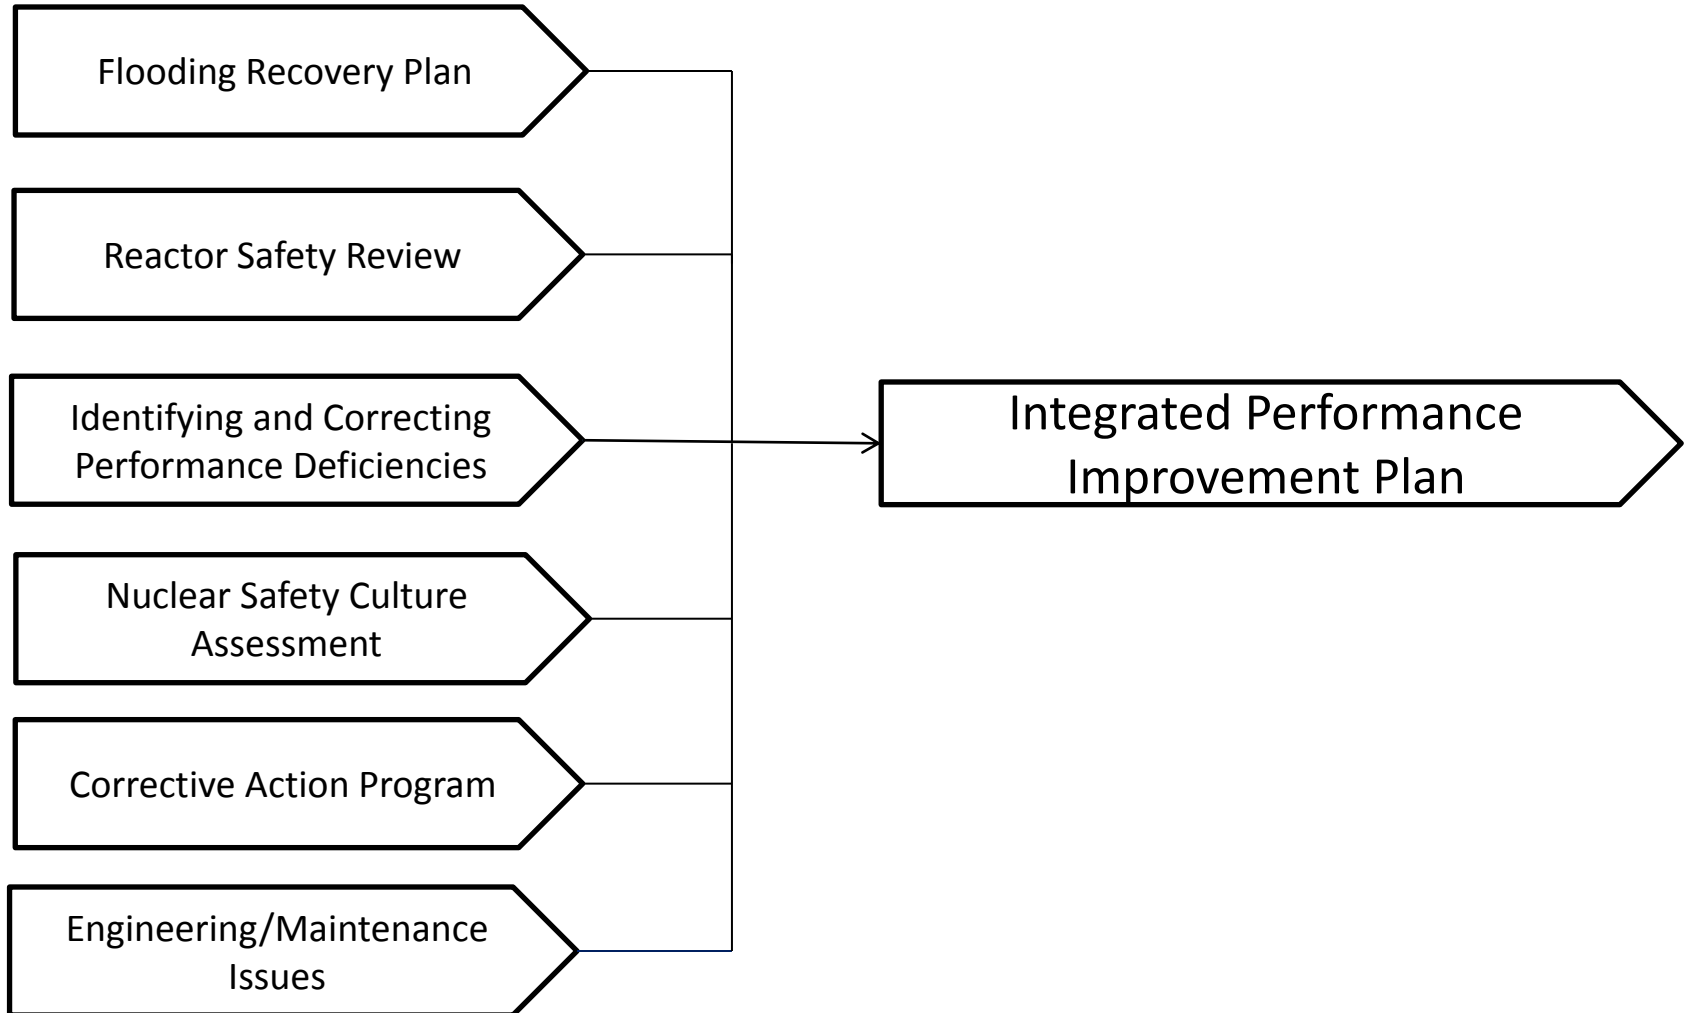 Flooding Recovery Plan
Reactor Safety Review
Identifying and Correcting
Performance Deficiencies
Integrated Performance
Improvement Plan
Nuclear Safety Culture
Assessment
Corrective Action Program
Engineering/Maintenance
Issues